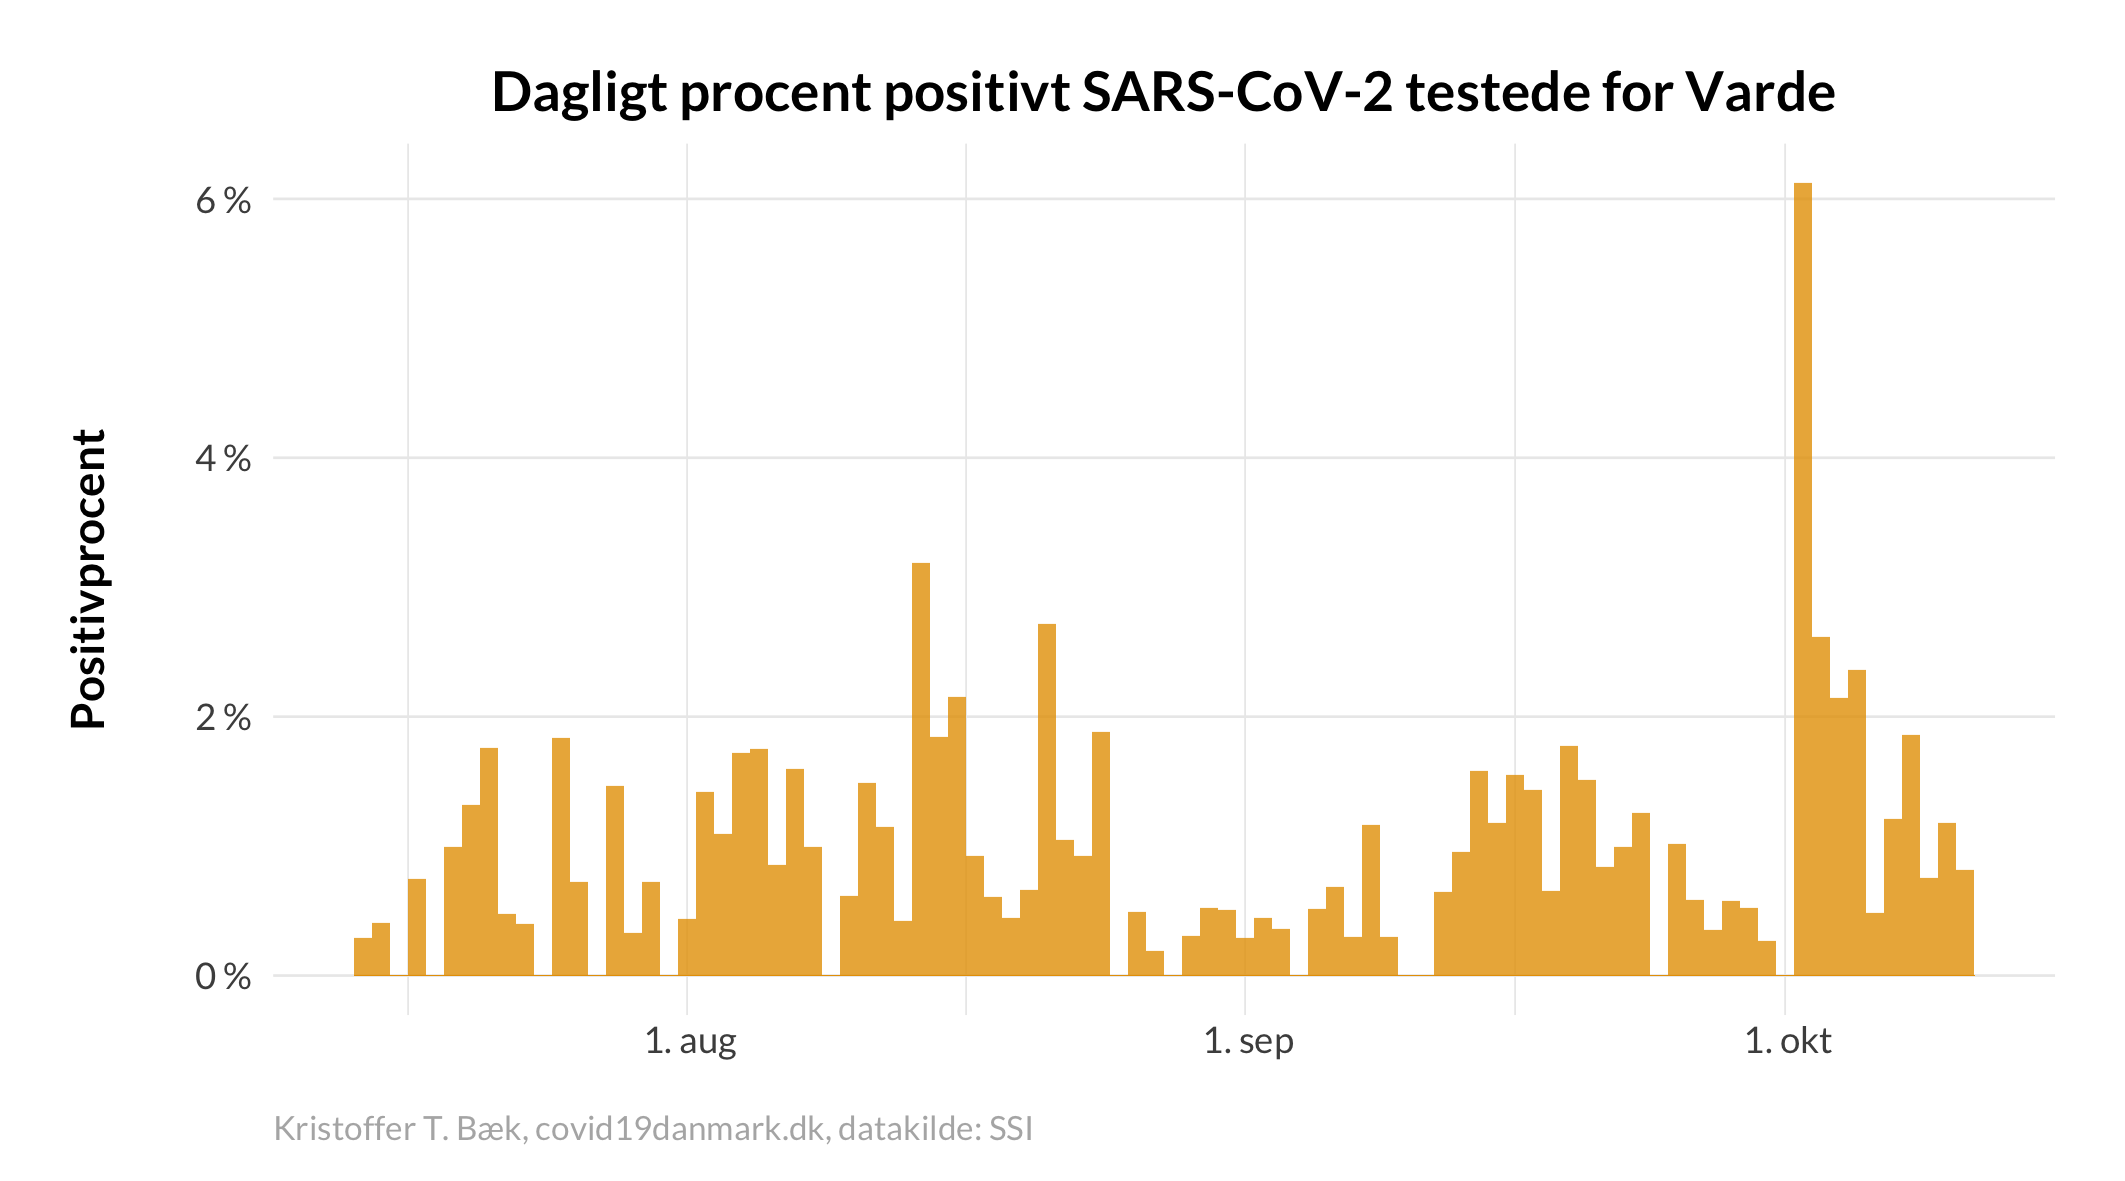 Dagligt procent positivt SARS-CoV-2 testede for Varde
Positivprocent
6 %
4 %
2 %
0 %
1. aug
1. sep
1. okt
Kristoffer T. Bæk, covid19danmark.dk, datakilde: SSI